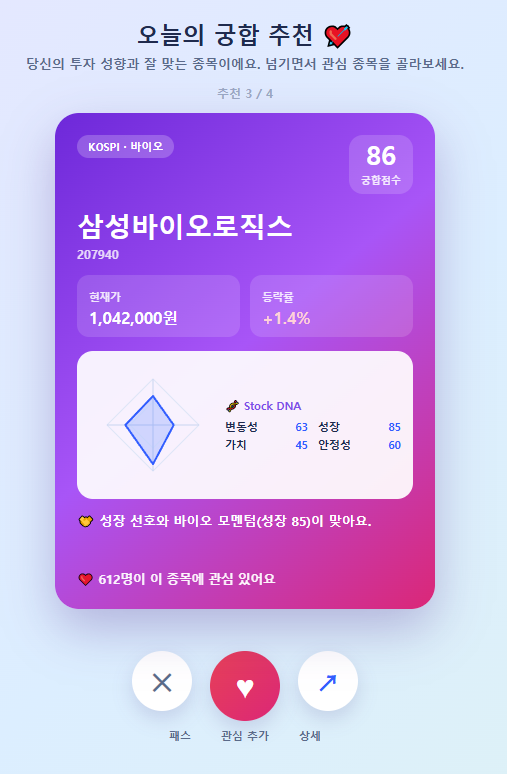 오늘의 궁합 추천 💘
당신의 투자 성향과 잘 맞는 종목이에요. 넘기면서 관심 종목을 골라보세요.
추천 3 / 4
KOSPI · 바이오
86
궁합점수
삼성바이오로직스
207940
현재가
1,042,000원
등락률
+1.4%
🧬 Stock DNA
변동성 63 성장 85
가치 45 안정성 60
💛 성장 선호와 바이오 모멘텀(성장 85)이 맞아요.
❤️ 612명이 이 종목에 관심 있어요
패스 관심 추가 상세